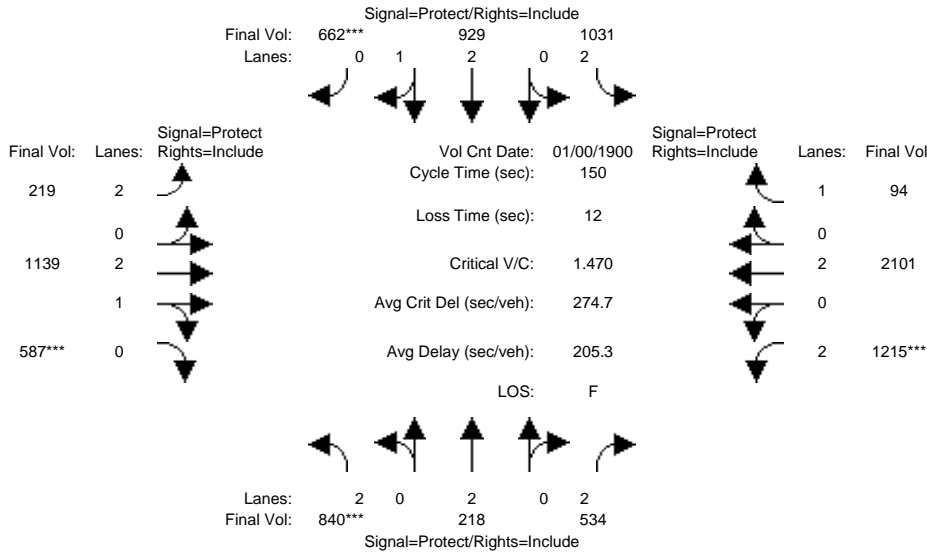 Signal=Protect/Rights=Include
Final Vol: 662*** 929 1031
Lanes: 0 1 2 0 2
Signal=Protect
Final Vol: Lanes: Rights=Include
Vol Cnt Date: 01/00/1900
Signal=Protect
Rights=Include Lanes: Final Vol
Cycle Time (sec): 150
219 2
1 94
Loss Time (sec): 12
0
0
1139 2
Critical V/C: 1.470
2 2101
1
Avg Crit Del (sec/veh): 274.7
0
587*** 0
Avg Delay (sec/veh): 205.3
2 1215***
LOS: F
Lanes: 2 0 2 0 2
Final Vol: 840*** 218 534
Signal=Protect/Rights=Include